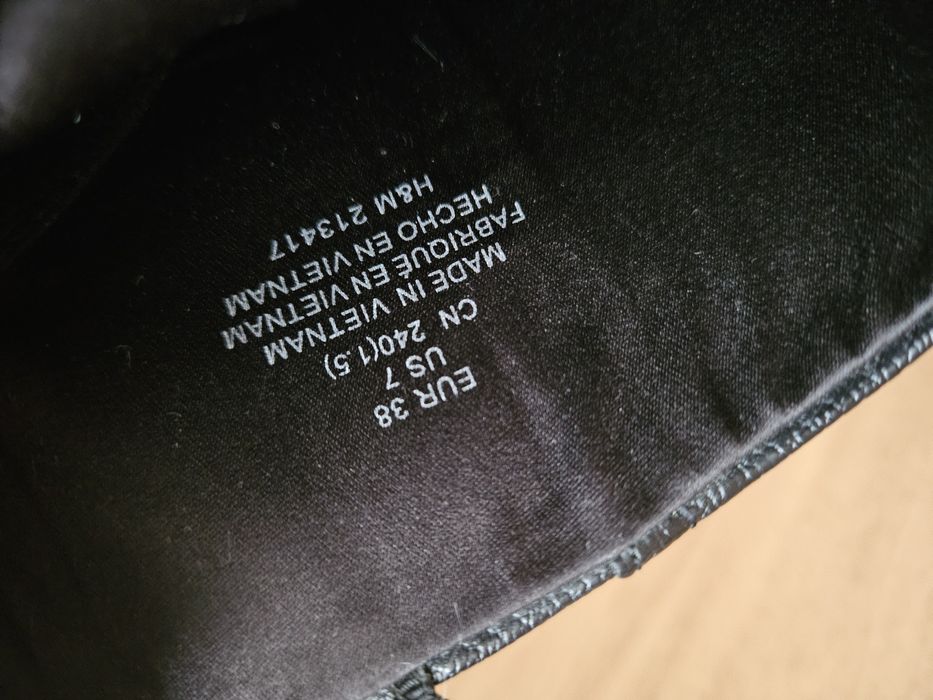 EUR 38
US 7
CN 240(1.5)
MADE IN VIETNAM
FABRIQUÉ EN VIETNAM
HECHO EN VIETNAM
H&M 213417